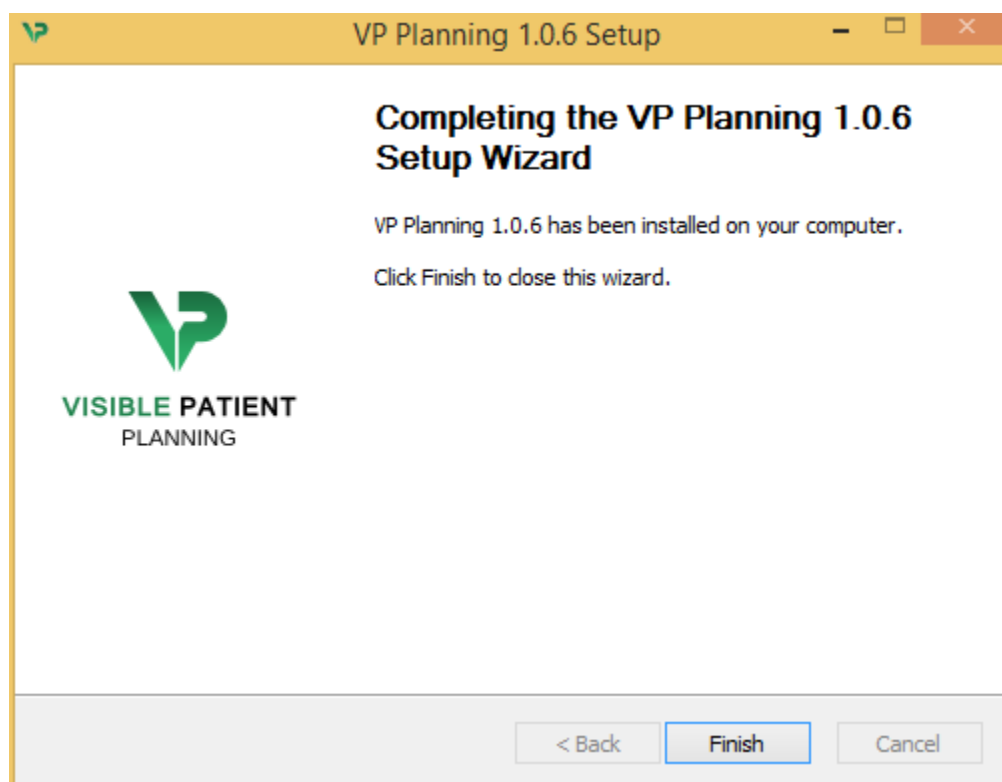 VP Planning 1.0.6 Setup
Completing the VP Planning 1.0.6
Setup Wizard
VP Planning 1.0.6 has been installed on your computer.
Click Finish to close this wizard.
VP
VISIBLE PATIENT
PLANNING
< Back
Finish
Cancel